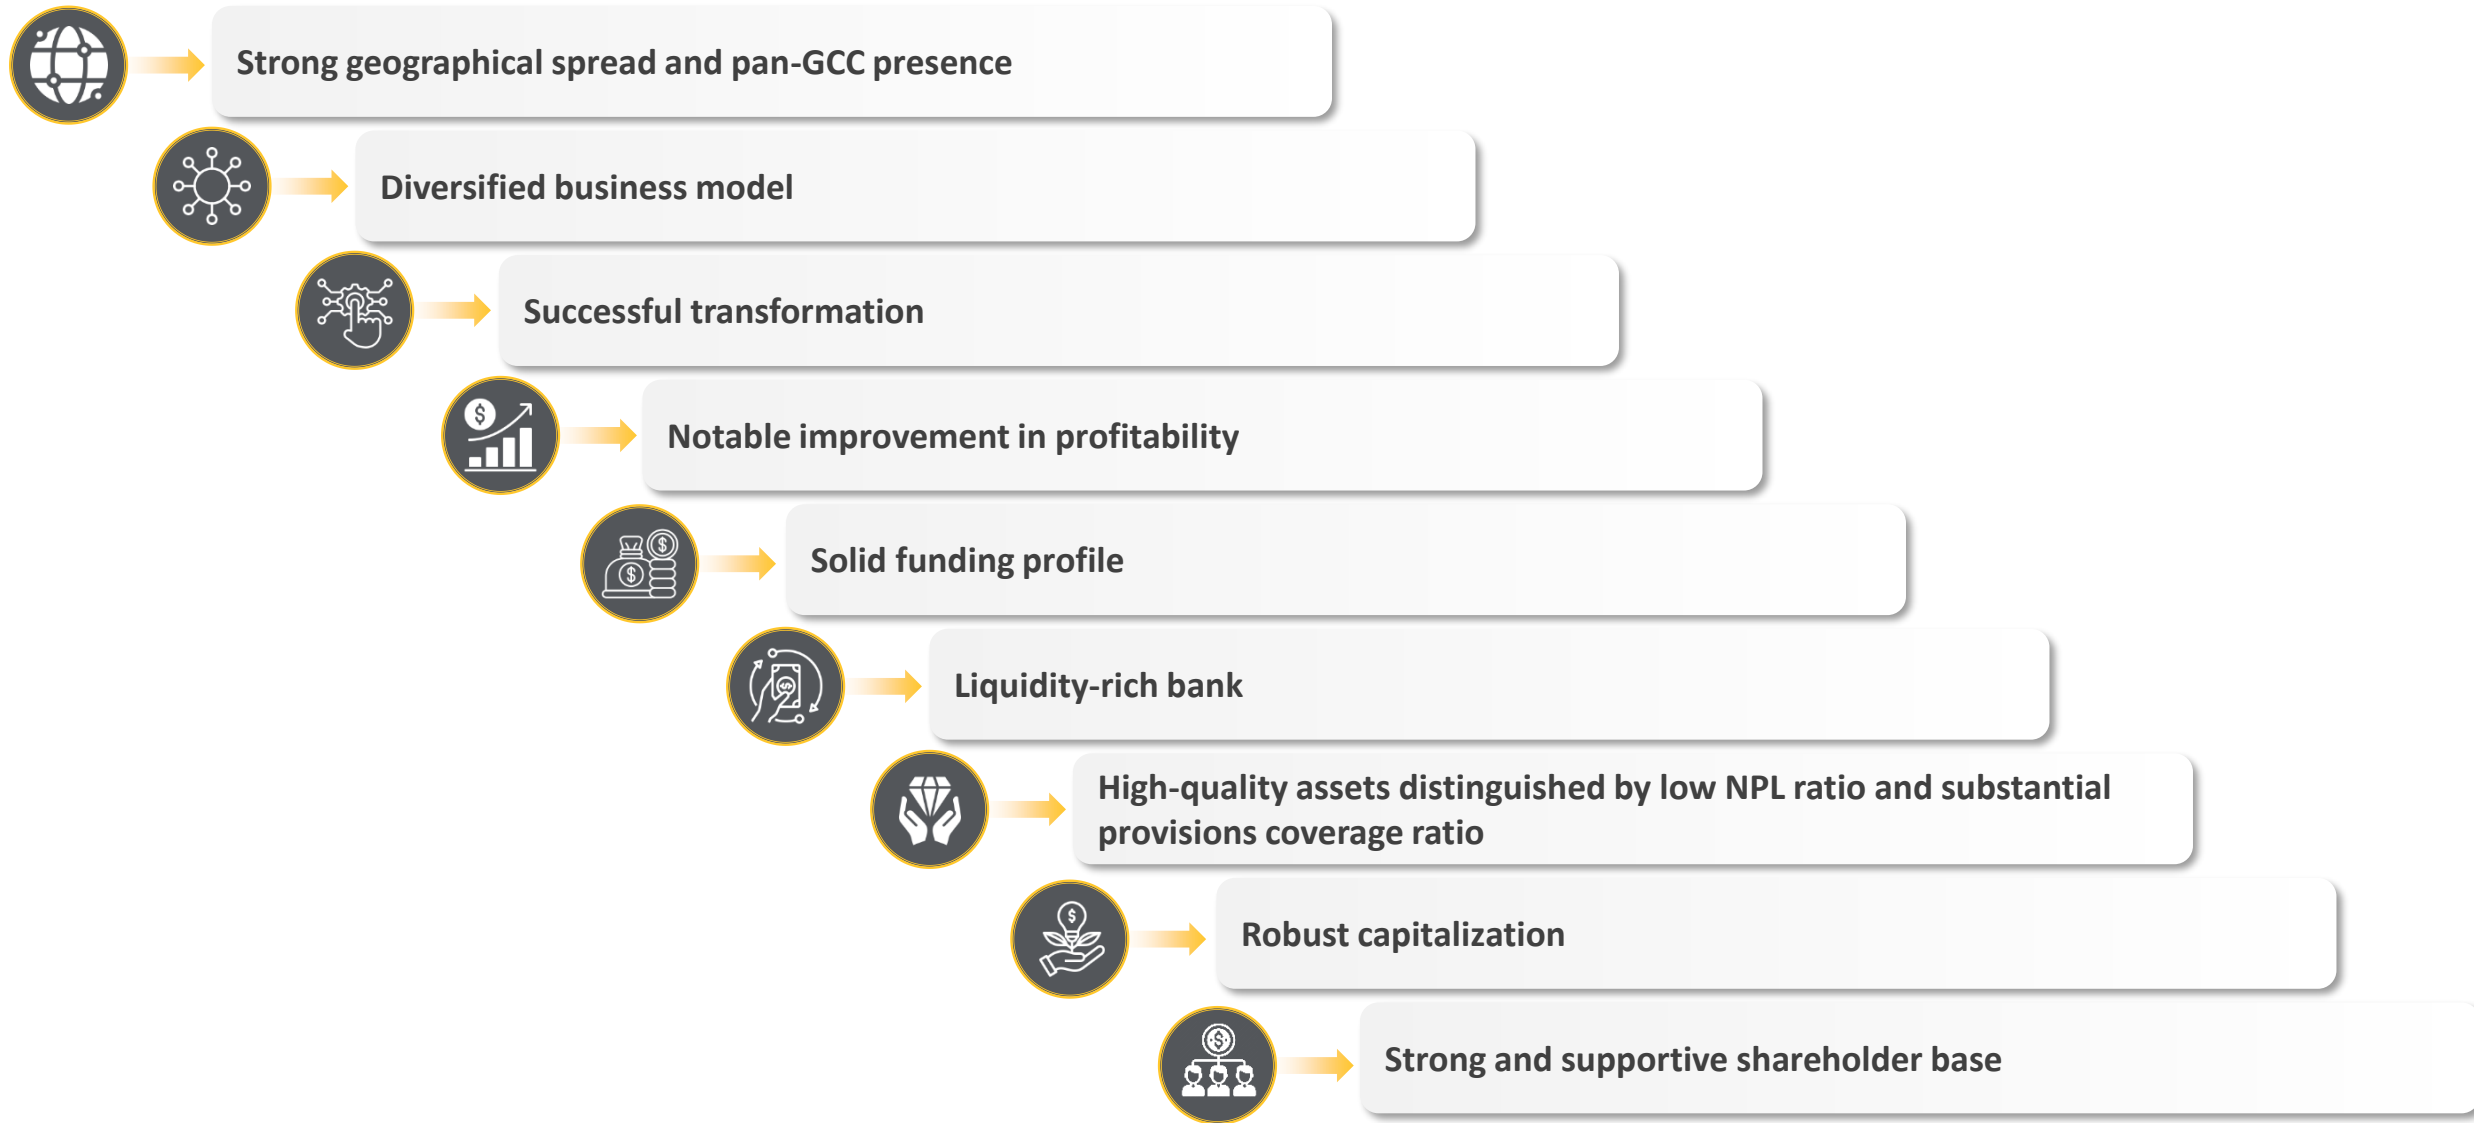 Strong geographical spread and pan-GCC presence
Diversified business model
Successful transformation
Notable improvement in profitability
Solid funding profile
Liquidity-rich bank
High-quality assets distinguished by low NPL ratio and substantial
provisions coverage ratio
Robust capitalization
Strong and supportive shareholder base